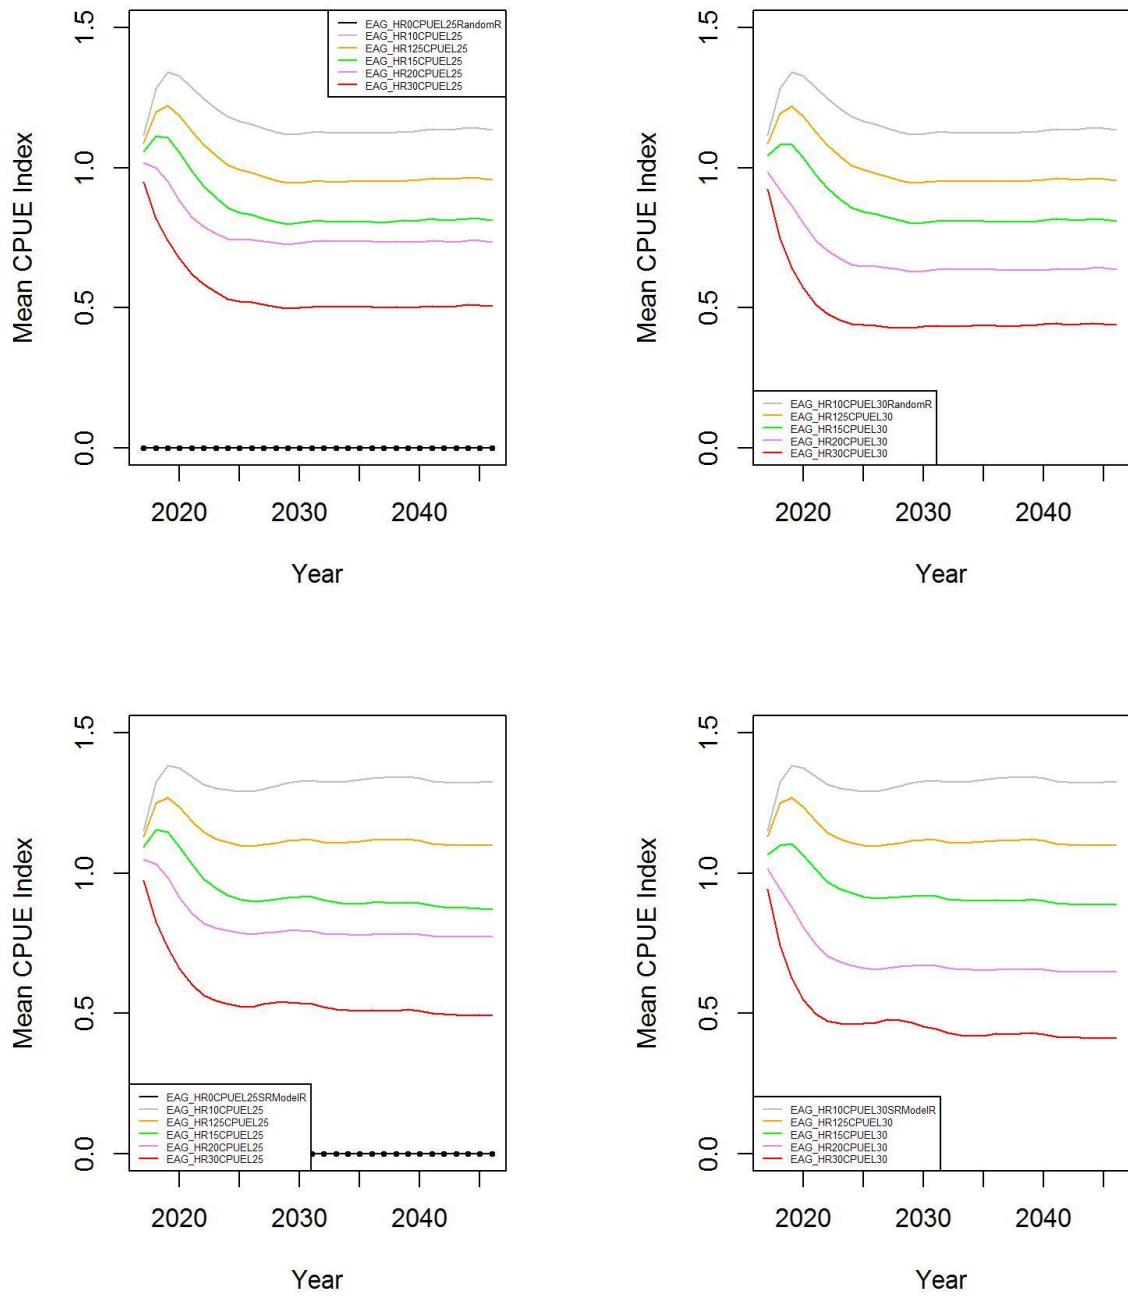 1.5
1.0
0.5
0.0
Mean CPUE Index
EAG_HR0CPUEL25RandomR
EAG_HR10CPUEL25
EAG_HR125CPUEL25
EAG_HR15CPUEL25
EAG_HR20CPUEL25
EAG_HR30CPUEL25
2020 2030 2040
Year
1.5
1.0
0.5
0.0
Mean CPUE Index
EAG_HR10CPUEL30RandomR
EAG_HR125CPUEL30
EAG_HR15CPUEL30
EAG_HR20CPUEL30
EAG_HR30CPUEL30
2020 2030 2040
Year
1.5
1.0
0.5
0.0
Mean CPUE Index
EAG_HR0CPUEL25SRModelR
EAG_HR10CPUEL25
EAG_HR125CPUEL25
EAG_HR15CPUEL25
EAG_HR20CPUEL25
EAG_HR30CPUEL25
2020 2030 2040
Year
1.5
1.0
0.5
0.0
Mean CPUE Index
EAG_HR10CPUEL30SRModelR
EAG_HR125CPUEL30
EAG_HR15CPUEL30
EAG_HR20CPUEL30
EAG_HR30CPUEL30
2020 2030 2040
Year